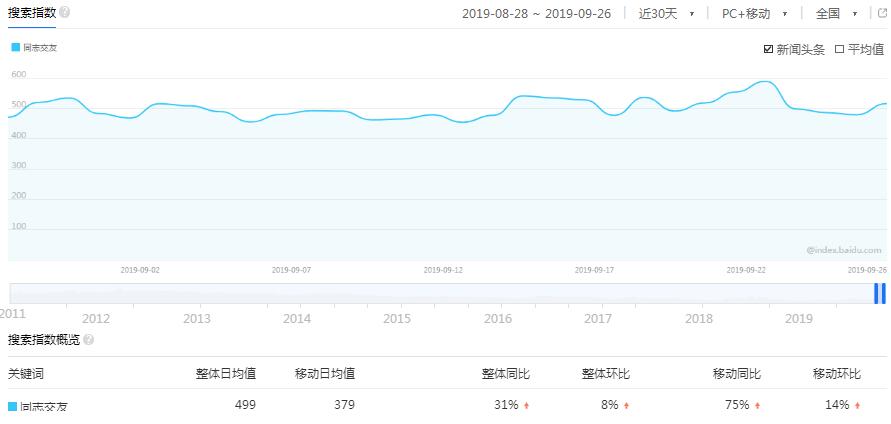 搜索指数 ? 2019-08-28 ~ 2019-09-26 近30天 PC+移动 全国
同志交友 新闻头条 平均值
600
500
400
300
200
100
@index.baidu.com
2019-09-02 2019-09-07 2019-09-12 2019-09-17 2019-09-22 2019-09-26
2011 2012 2013 2014 2015 2016 2017 2018 2019
搜索指数概览 ?
关键词 整体日均值 移动日均值 整体同比 整体环比 移动同比 移动环比
同志交友 499 379 31% 8% 75% 14%